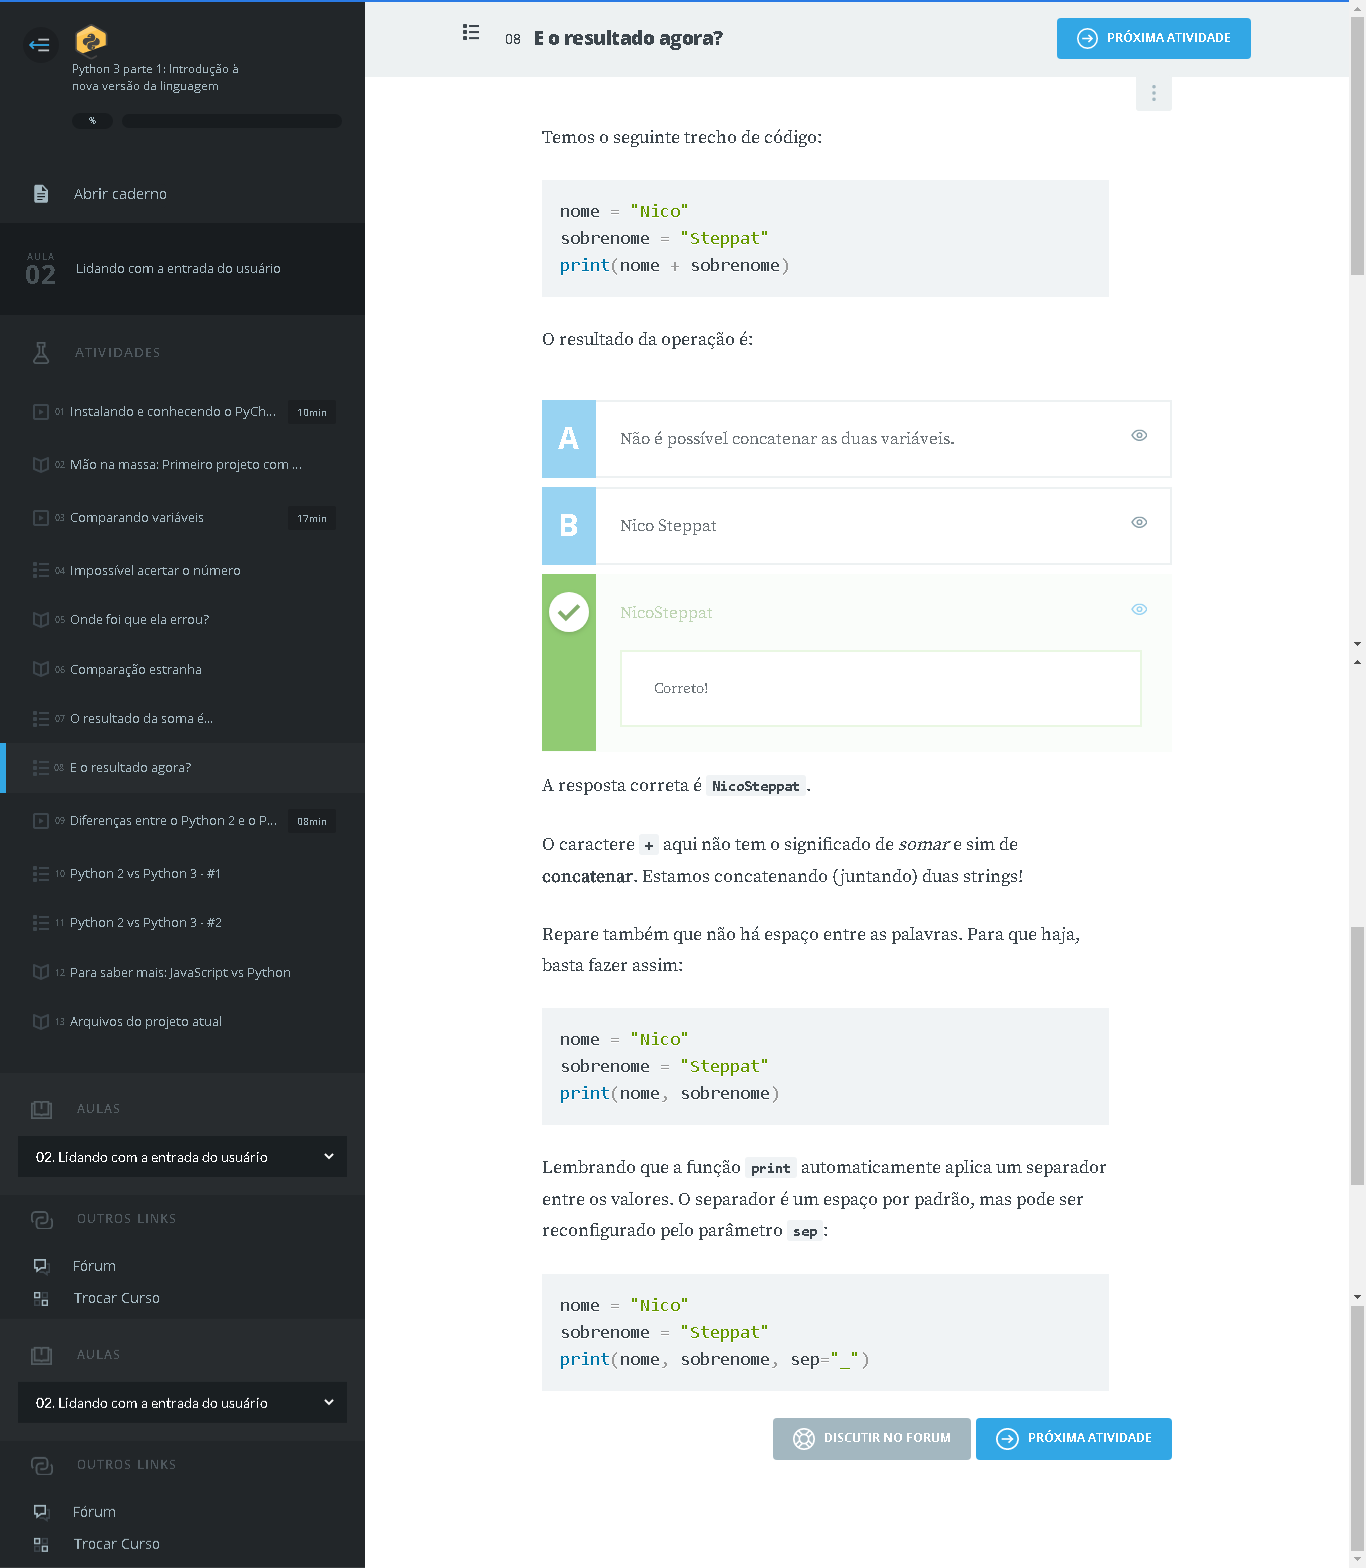 Python 3 parte 1: Introdução à
nova versão da linguagem
%
Abrir caderno
AULA
02
Lidando com a entrada do usuário
ATIVIDADES
01 Instalando e conhecendo o PyCh... 10min
02 Mão na massa: Primeiro projeto com ...
03 Comparando variáveis 17min
04 Impossível acertar o número
05 Onde foi que ela errou?
06 Comparação estranha
07 O resultado da soma é...
08 E o resultado agora?
09 Diferenças entre o Python 2 e o P... 08min
10 Python 2 vs Python 3 - #1
11 Python 2 vs Python 3 - #2
12 Para saber mais: JavaScript vs Python
13 Arquivos do projeto atual
AULAS
02. Lidando com a entrada do usuário
OUTROS LINKS
Fórum
Trocar Curso
AULAS
02. Lidando com a entrada do usuário
OUTROS LINKS
Fórum
Trocar Curso
08 E o resultado agora?
PRÓXIMA ATIVIDADE
Temos o seguinte trecho de código:
nome = "Nico"
sobrenome = "Steppat"
print(nome + sobrenome)
O resultado da operação é:
A Não é possível concatenar as duas variáveis.
B Nico Steppat
NicoSteppat
Correto!
A resposta correta é NicoSteppat.
O caractere + aqui não tem o significado de somar e sim de
concatenar. Estamos concatenando (juntando) duas strings!
Repare também que não há espaço entre as palavras. Para que haja,
basta fazer assim:
nome = "Nico"
sobrenome = "Steppat"
print(nome, sobrenome)
Lembrando que a função print automaticamente aplica um separador
entre os valores. O separador é um espaço por padrão, mas pode ser
reconfigurado pelo parâmetro sep:
nome = "Nico"
sobrenome = "Steppat"
print(nome, sobrenome, sep="_")
DISCUTIR NO FORUM
PRÓXIMA ATIVIDADE